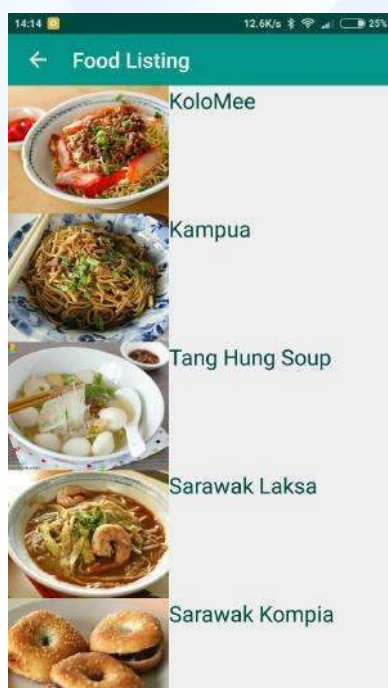 14:14 12.6K/s 25%
Food Listing
KoloMee
Kampua
Tang Hung Soup
Sarawak Laksa
Sarawak Kompia